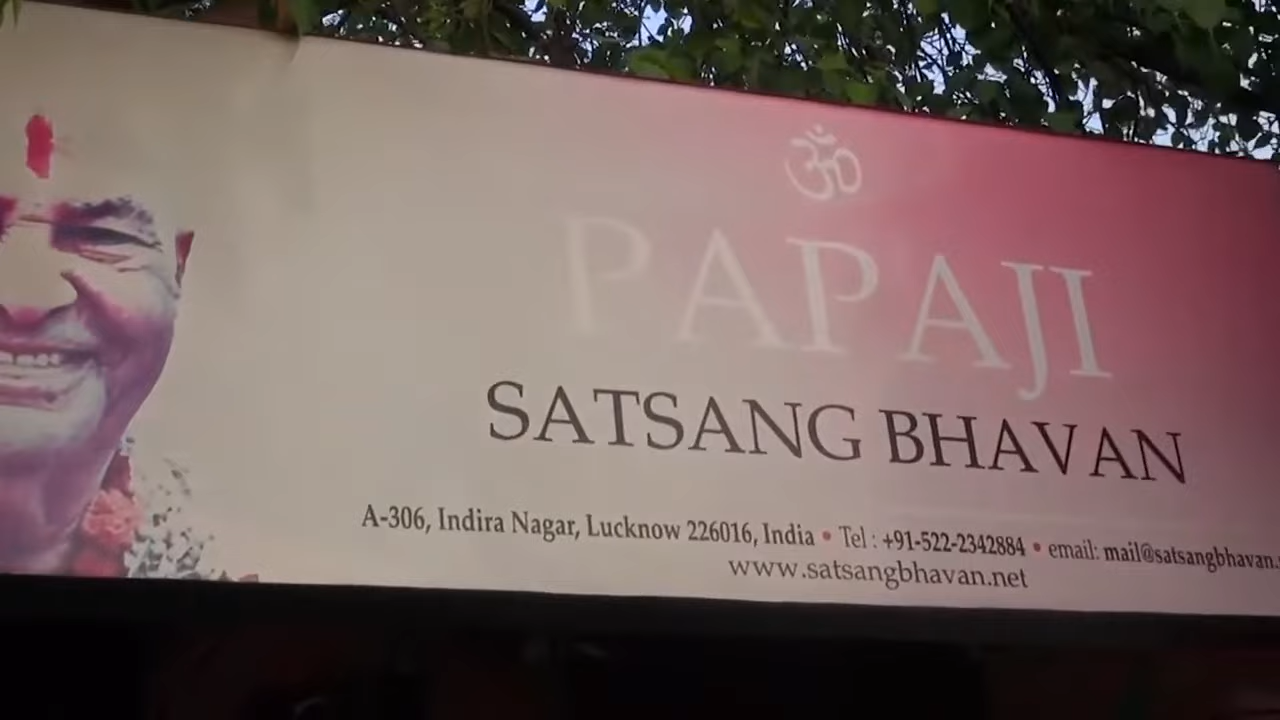 ॐ
PAPAJI
SATSANG BHAVAN
A-306, Indira Nagar, Lucknow 226016, India • Tel : +91-522-2342884 • email: mail@satsangbhavan.
www.satsangbhavan.net